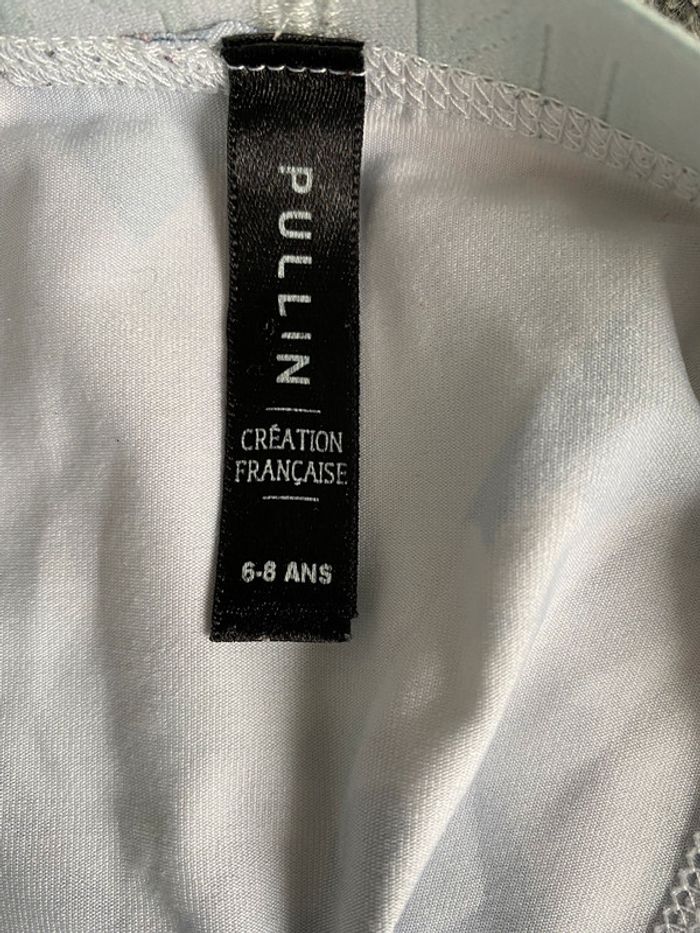 PULLIN
CRÉATION
FRANÇAISE
6-8 ANS